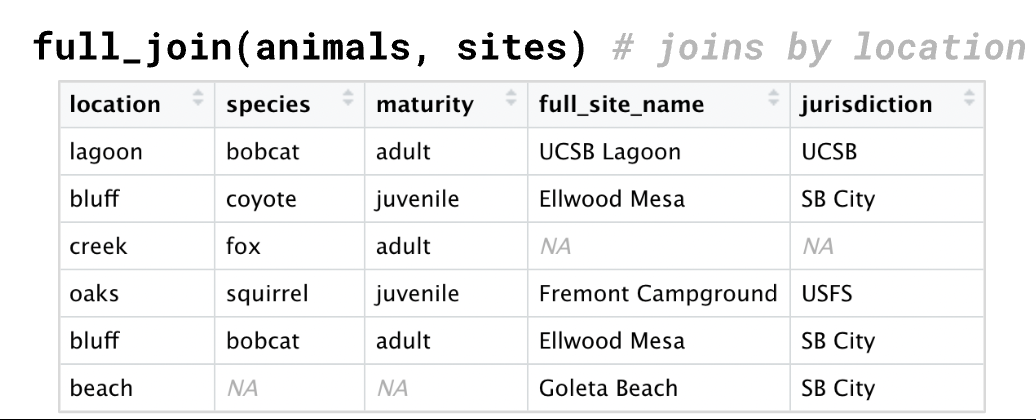 full_join(animals, sites) # joins by location
location species maturity full_site_name jurisdiction
lagoon bobcat adult UCSB Lagoon UCSB
bluff coyote juvenile Ellwood Mesa SB City
creek fox adult NA NA
oaks squirrel juvenile Fremont Campground USFS
bluff bobcat adult Ellwood Mesa SB City
beach NA NA Goleta Beach SB City